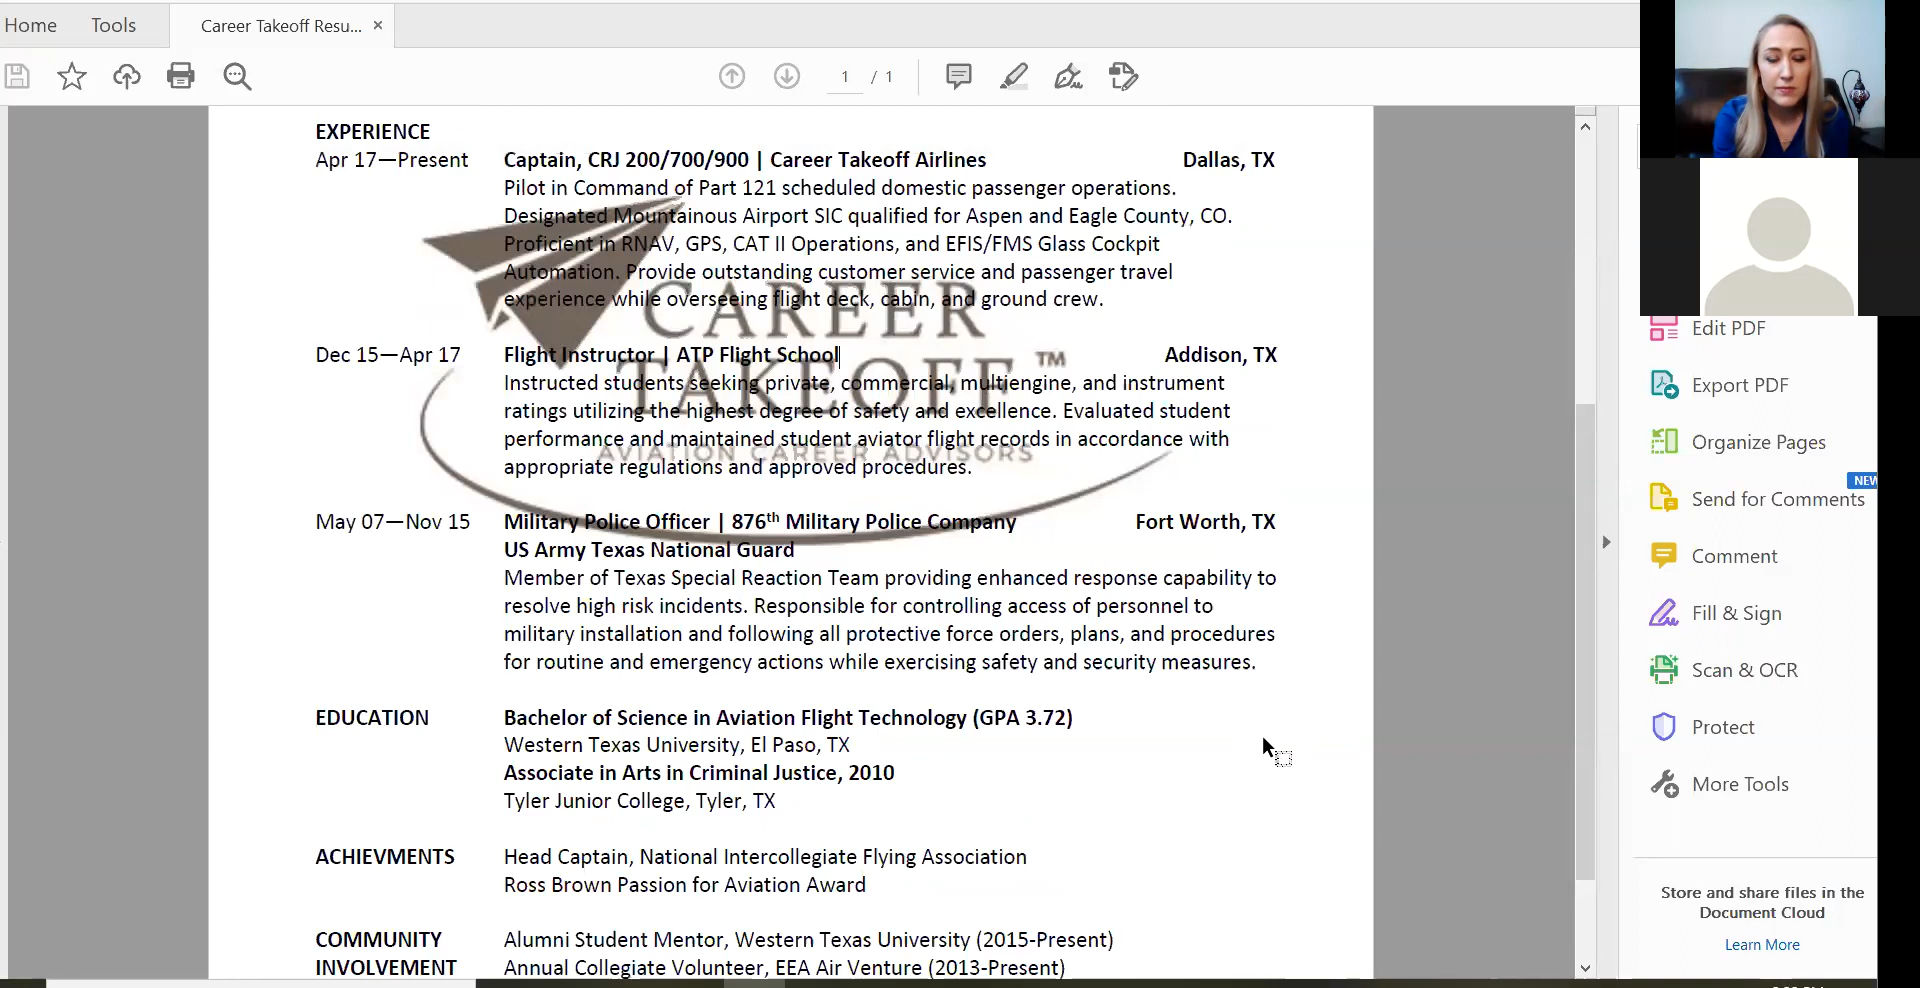 Home Tools Career Takeoff Resu... ×
1 / 1
EXPERIENCE
Apr 17—Present Captain, CRJ 200/700/900 | Career Takeoff Airlines Dallas, TX
Pilot in Command of Part 121 scheduled domestic passenger operations.
Designated Mountainous Airport SIC qualified for Aspen and Eagle County, CO.
Proficient in RNAV, GPS, CAT II Operations, and EFIS/FMS Glass Cockpit
Automation. Provide outstanding customer service and passenger travel
experience while overseeing flight deck, cabin, and ground crew.
CAREER
TAKEOFF ™
AVIATION CAREER ADVISORS
Dec 15—Apr 17 Flight Instructor | ATP Flight School Addison, TX
Instructed students seeking private, commercial, multiengine, and instrument
ratings utilizing the highest degree of safety and excellence. Evaluated student
performance and maintained student aviator flight records in accordance with
appropriate regulations and approved procedures.
May 07—Nov 15 Military Police Officer | 876th Military Police Company Fort Worth, TX
US Army Texas National Guard
Member of Texas Special Reaction Team providing enhanced response capability to
resolve high risk incidents. Responsible for controlling access of personnel to
military installation and following all protective force orders, plans, and procedures
for routine and emergency actions while exercising safety and security measures.
EDUCATION Bachelor of Science in Aviation Flight Technology (GPA 3.72)
Western Texas University, El Paso, TX
Associate in Arts in Criminal Justice, 2010
Tyler Junior College, Tyler, TX
ACHIEVMENTS Head Captain, National Intercollegiate Flying Association
Ross Brown Passion for Aviation Award
COMMUNITY Alumni Student Mentor, Western Texas University (2015-Present)
INVOLVEMENT Annual Collegiate Volunteer, EEA Air Venture (2013-Present)
Edit PDF
Export PDF
Organize Pages
NEW
Send for Comments
Comment
Fill & Sign
Scan & OCR
Protect
More Tools
Store and share files in the
Document Cloud
Learn More